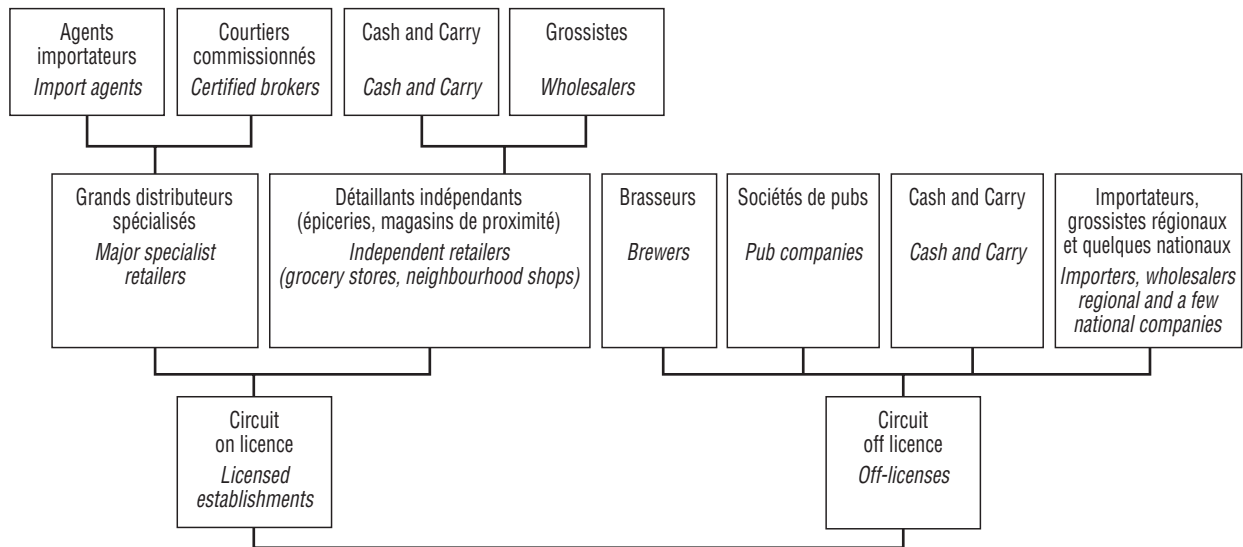 Agents
importateurs
Import agents
Courtiers
commissionnés
Certified brokers
Cash and Carry
Cash and Carry
Grossistes
Wholesalers
Grands distributeurs
spécialisés
Major specialist
retailers
Détaillants indépendants
(épiceries, magasins de proximité)
Independent retailers
(grocery stores, neighbourhood shops)
Brasseurs
Brewers
Sociétés de pubs
Pub companies
Cash and Carry
Cash and Carry
Importateurs,
grossistes régionaux
et quelques nationaux
Importers, wholesalers
regional and a few
national companies
Circuit
on licence
Licensed
establishments
Circuit
off licence
Off-licenses